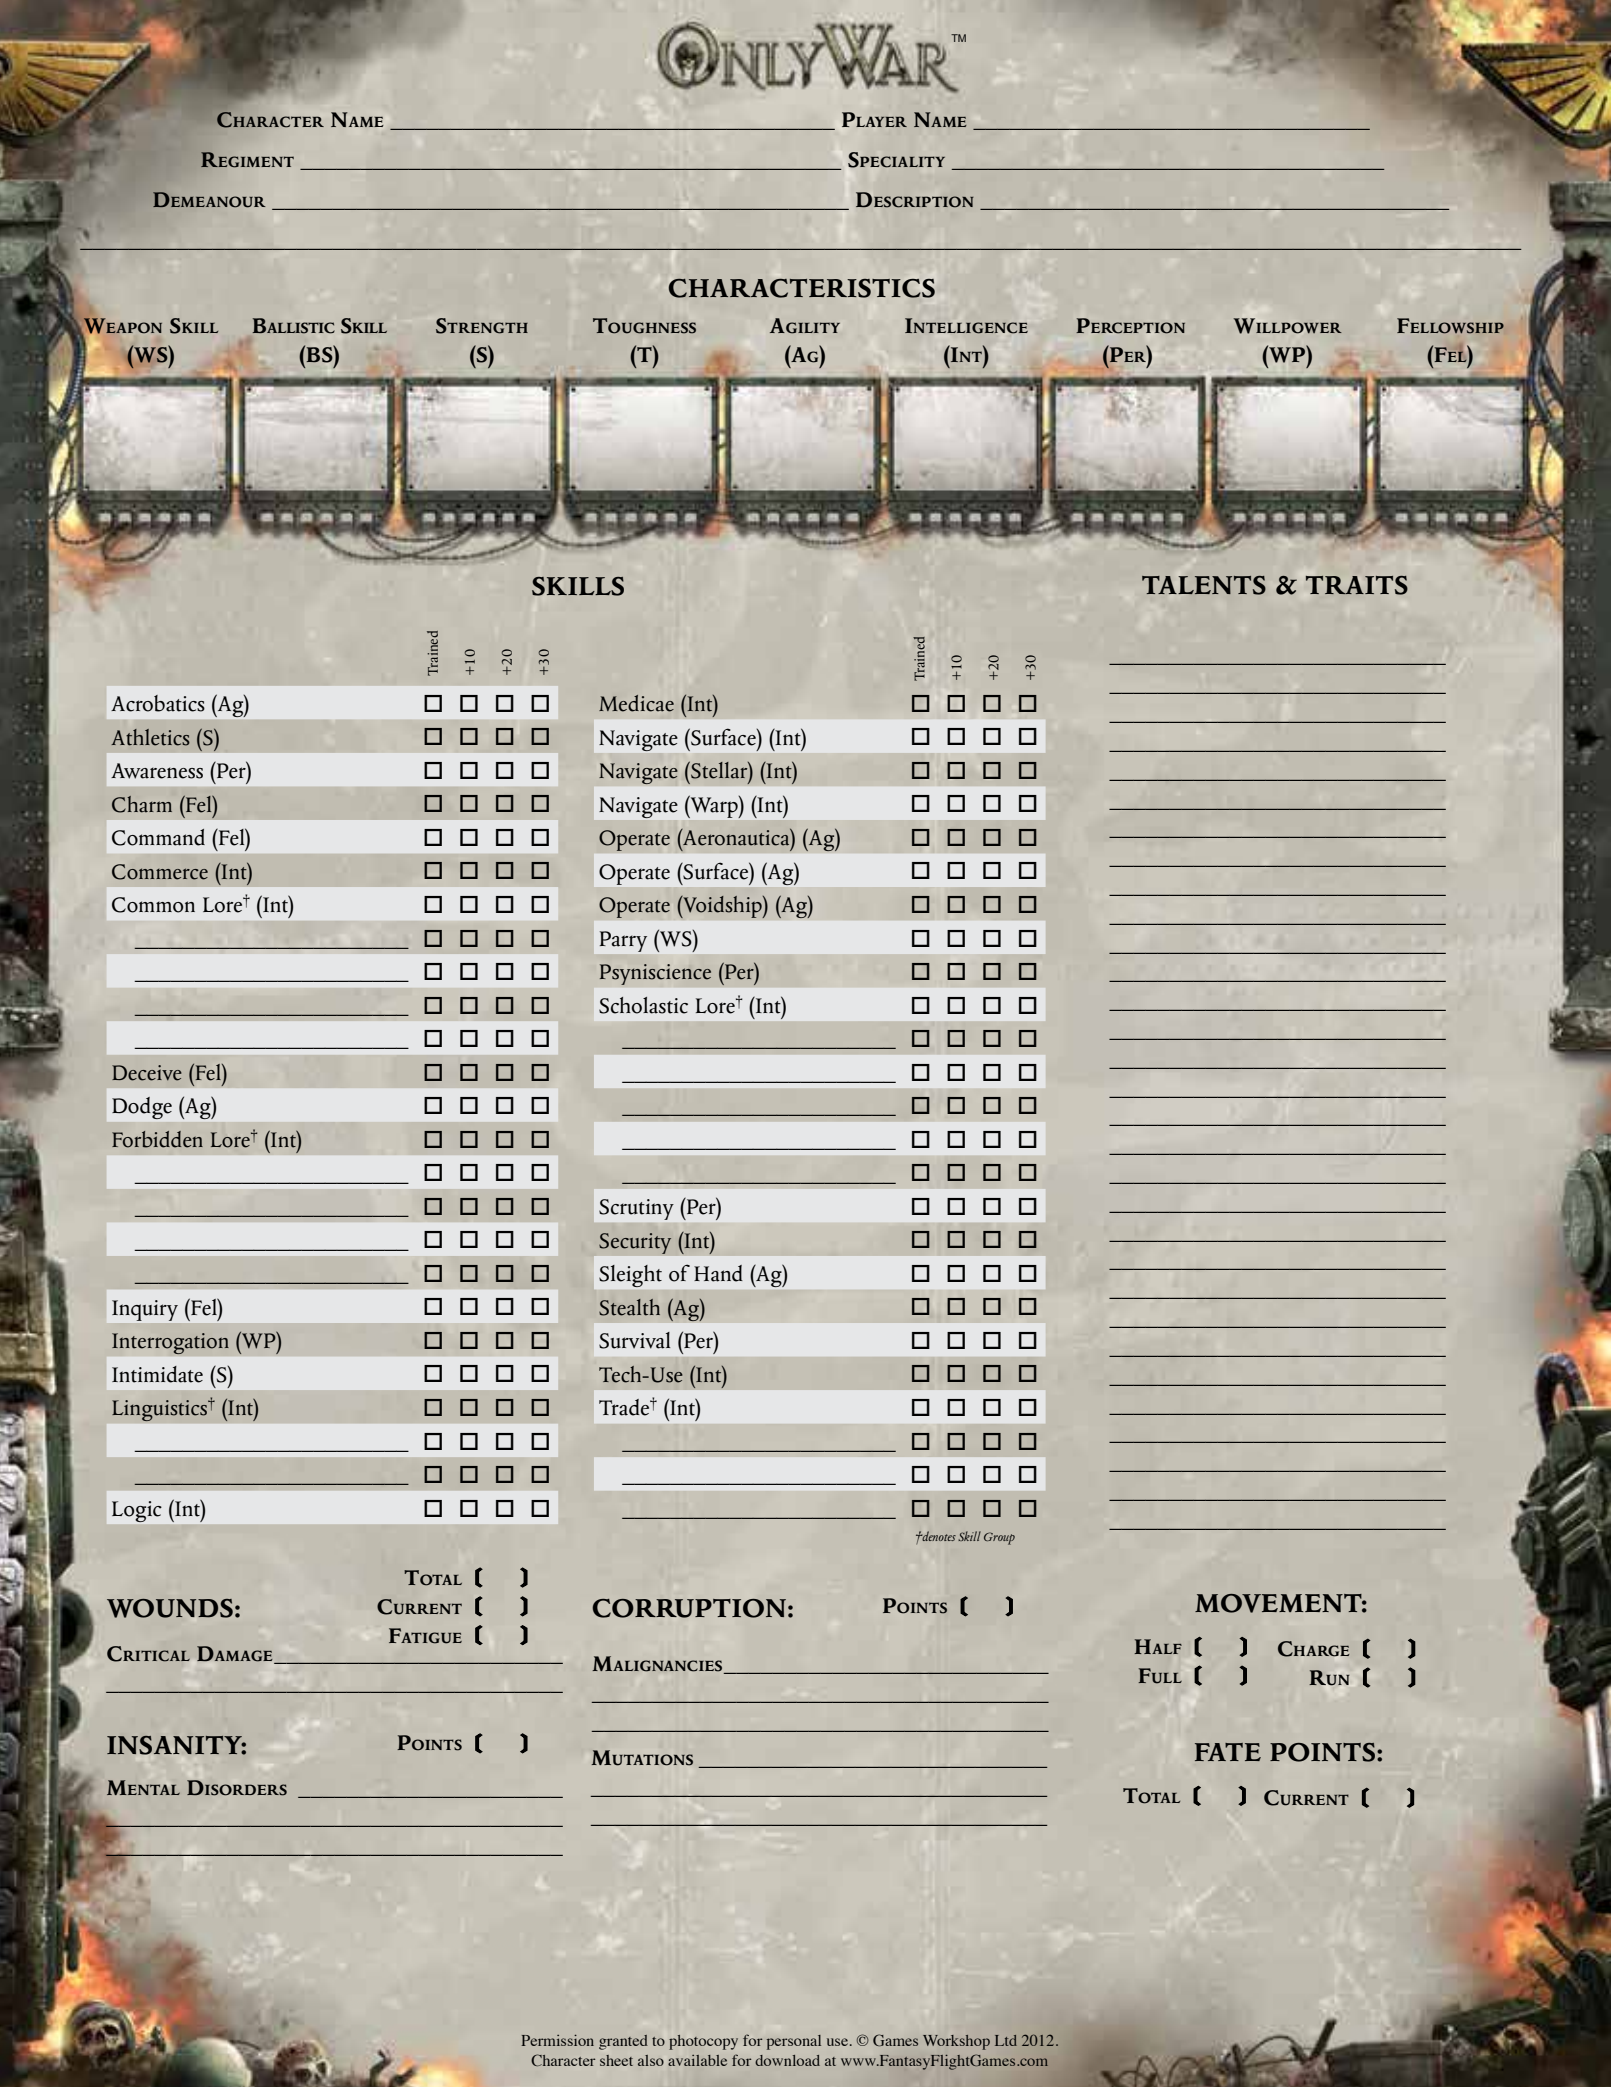 ONLY WAR™
CHARACTER NAME PLAYER NAME
REGIMENT SPECIALITY
DEMEANOUR DESCRIPTION
CHARACTERISTICS
WEAPON SKILL (WS)
BALLISTIC SKILL (BS)
STRENGTH (S)
TOUGHNESS (T)
AGILITY (AG)
INTELLIGENCE (INT)
PERCEPTION (PER)
WILLPOWER (WP)
FELLOWSHIP (FEL)
SKILLS
Trained +10 +20 +30
Acrobatics (Ag)
Athletics (S)
Awareness (Per)
Charm (Fel)
Command (Fel)
Commerce (Int)
Common Lore† (Int)
Deceive (Fel)
Dodge (Ag)
Forbidden Lore† (Int)
Inquiry (Fel)
Interrogation (WP)
Intimidate (S)
Linguistics† (Int)
Logic (Int)
Trained +10 +20 +30
Medicae (Int)
Navigate (Surface) (Int)
Navigate (Stellar) (Int)
Navigate (Warp) (Int)
Operate (Aeronautica) (Ag)
Operate (Surface) (Ag)
Operate (Voidship) (Ag)
Parry (WS)
Psyniscience (Per)
Scholastic Lore† (Int)
Scrutiny (Per)
Security (Int)
Sleight of Hand (Ag)
Stealth (Ag)
Survival (Per)
Tech-Use (Int)
Trade† (Int)
†denotes Skill Group
TALENTS & TRAITS
WOUNDS:
TOTAL ( )
CURRENT ( )
FATIGUE ( )
CRITICAL DAMAGE
INSANITY: POINTS ( )
MENTAL DISORDERS
CORRUPTION: POINTS ( )
MALIGNANCIES
MUTATIONS
MOVEMENT:
HALF ( ) CHARGE ( )
FULL ( ) RUN ( )
FATE POINTS:
TOTAL ( ) CURRENT ( )
Permission granted to photocopy for personal use. © Games Workshop Ltd 2012.
Character sheet also available for download at www.FantasyFlightGames.com